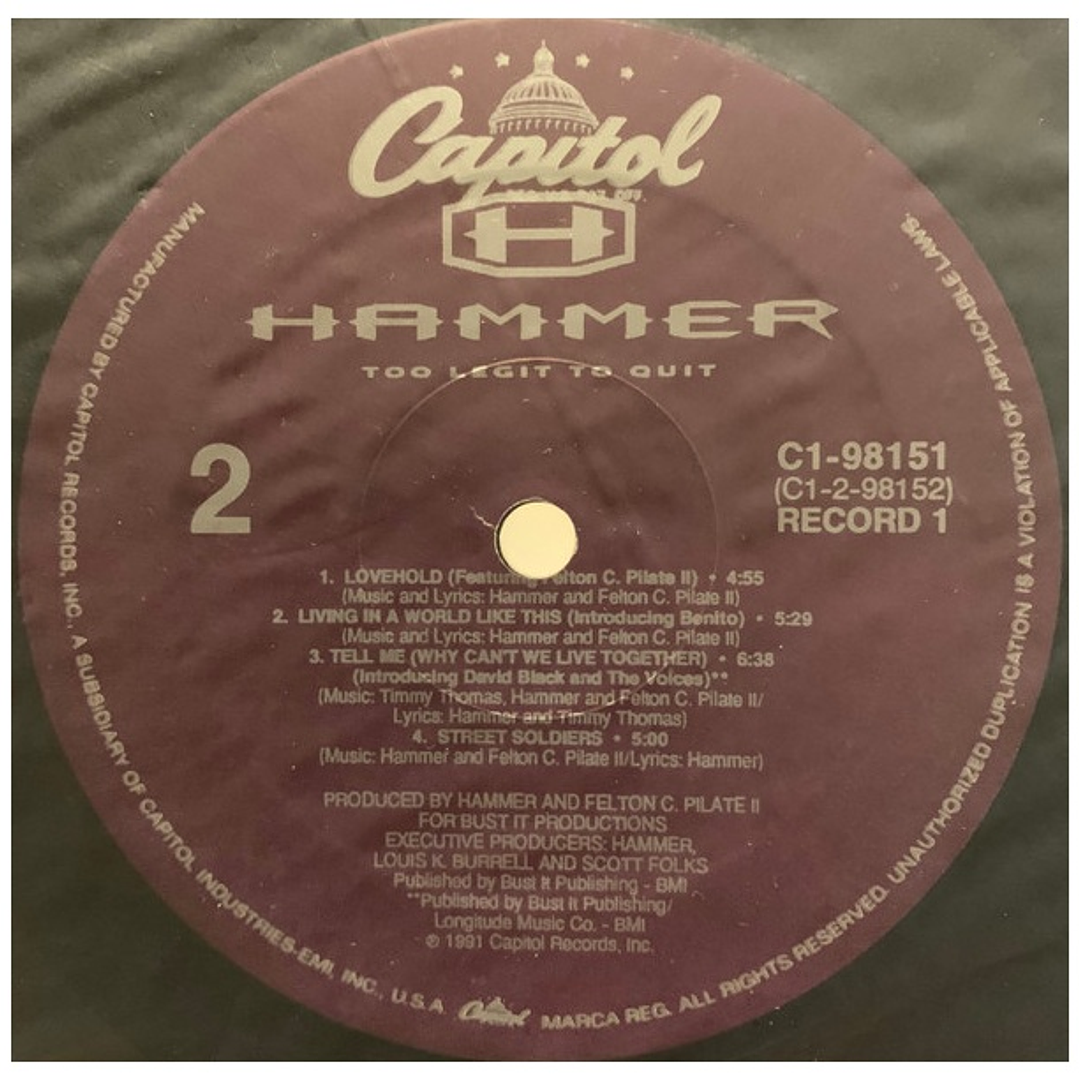 Capitol
H
HAMMER
TOO LEGIT TO QUIT
2
C1-98151
(C1-2-98152)
RECORD 1
1. LOVEHOLD (Featuring Felton C. Pilate II) • 4:55
(Music and Lyrics: Hammer and Felton C. Pilate II)
2. LIVING IN A WORLD LIKE THIS (Introducing Benito) • 5:29
(Music and Lyrics: Hammer and Felton C. Pilate II)
3. TELL ME (WHY CAN'T WE LIVE TOGETHER) • 6:38
(Introducing David Black and The Voices)**
(Music: Timmy Thomas, Hammer and Felton C. Pilate II/
Lyrics: Hammer and Timmy Thomas)
4. STREET SOLDIERS • 5:00
(Music: Hammer and Felton C. Pilate II/Lyrics: Hammer)
PRODUCED BY HAMMER AND FELTON C. PILATE II
FOR BUST IT PRODUCTIONS
EXECUTIVE PRODUCERS: HAMMER,
LOUIS K. BURRELL AND SCOTT FOLKS
Published by Bust It Publishing - BMI
**Published by Bust It Publishing/
Longitude Music Co. - BMI
℗ 1991 Capitol Records, Inc.
MANUFACTURED BY CAPITOL RECORDS, INC., A SUBSIDIARY OF CAPITOL INDUSTRIES-EMI, INC., U.S.A. Capitol MARCA REG. ALL RIGHTS RESERVED. UNAUTHORIZED DUPLICATION IS A VIOLATION OF APPLICABLE LAWS.